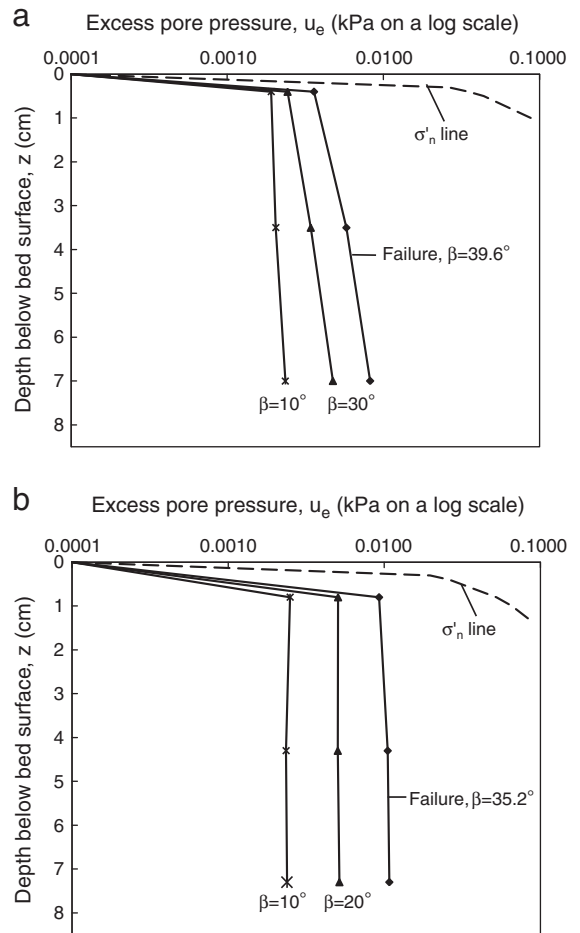 a
Excess pore pressure, uₑ (kPa on a log scale)
0.0001 0.0010 0.0100 0.1000
Depth below bed surface, z (cm)
0
1
2
3
4
5
6
7
8
σ'ₙ line
Failure, β=39.6°
β=10° β=30°
b
Excess pore pressure, uₑ (kPa on a log scale)
0.0001 0.0010 0.0100 0.1000
Depth below bed surface, z (cm)
0
1
2
3
4
5
6
7
8
σ'ₙ line
Failure, β=35.2°
β=10° β=20°